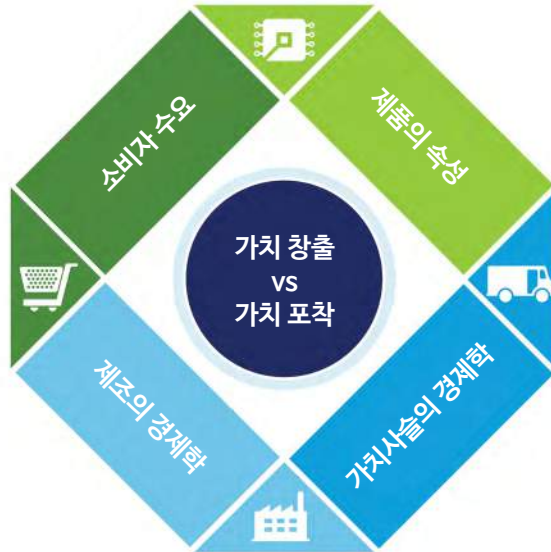 소비자 수요
제품의 속성
가치 창출
vs
가치 포착
제조의 경제학
가치사슬의 경제학